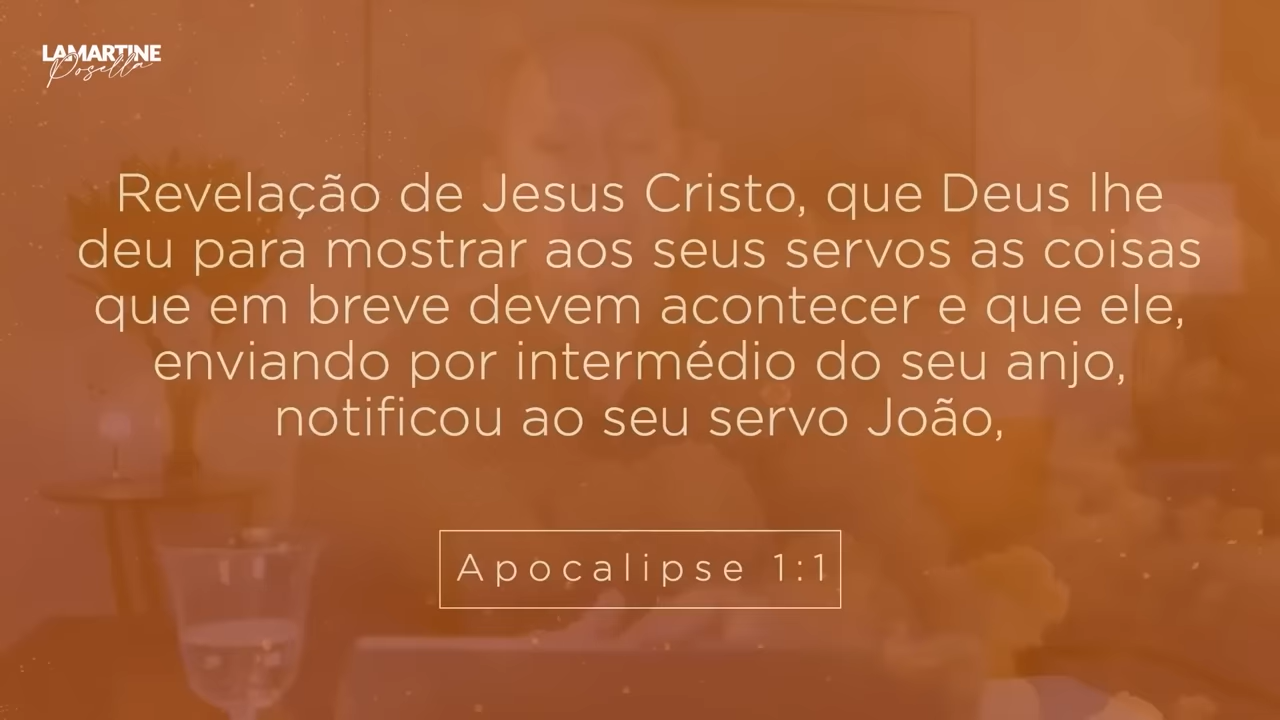 LAMARTINE
Posella
Revelação de Jesus Cristo, que Deus lhe
deu para mostrar aos seus servos as coisas
que em breve devem acontecer e que ele,
enviando por intermédio do seu anjo,
notificou ao seu servo João,
Apocalipse 1:1